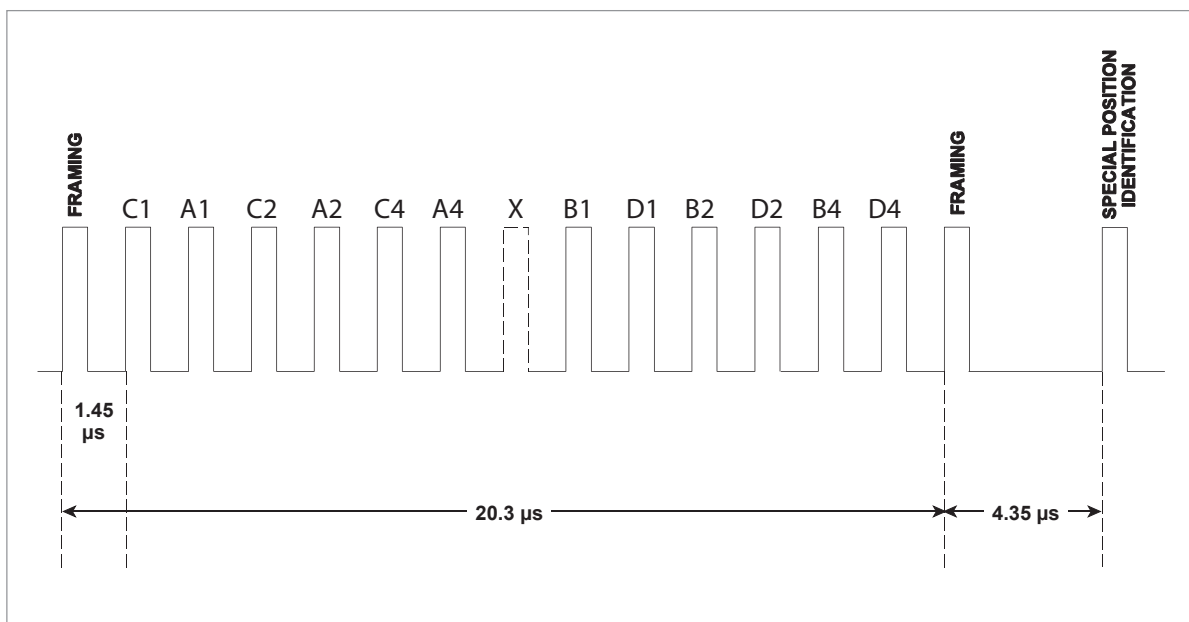 FRAMING
C1 A1 C2 A2 C4 A4 X B1 D1 B2 D2 B4 D4
FRAMING
SPECIAL POSITION
IDENTIFICATION
1.45
µs
20.3 µs
4.35 µs